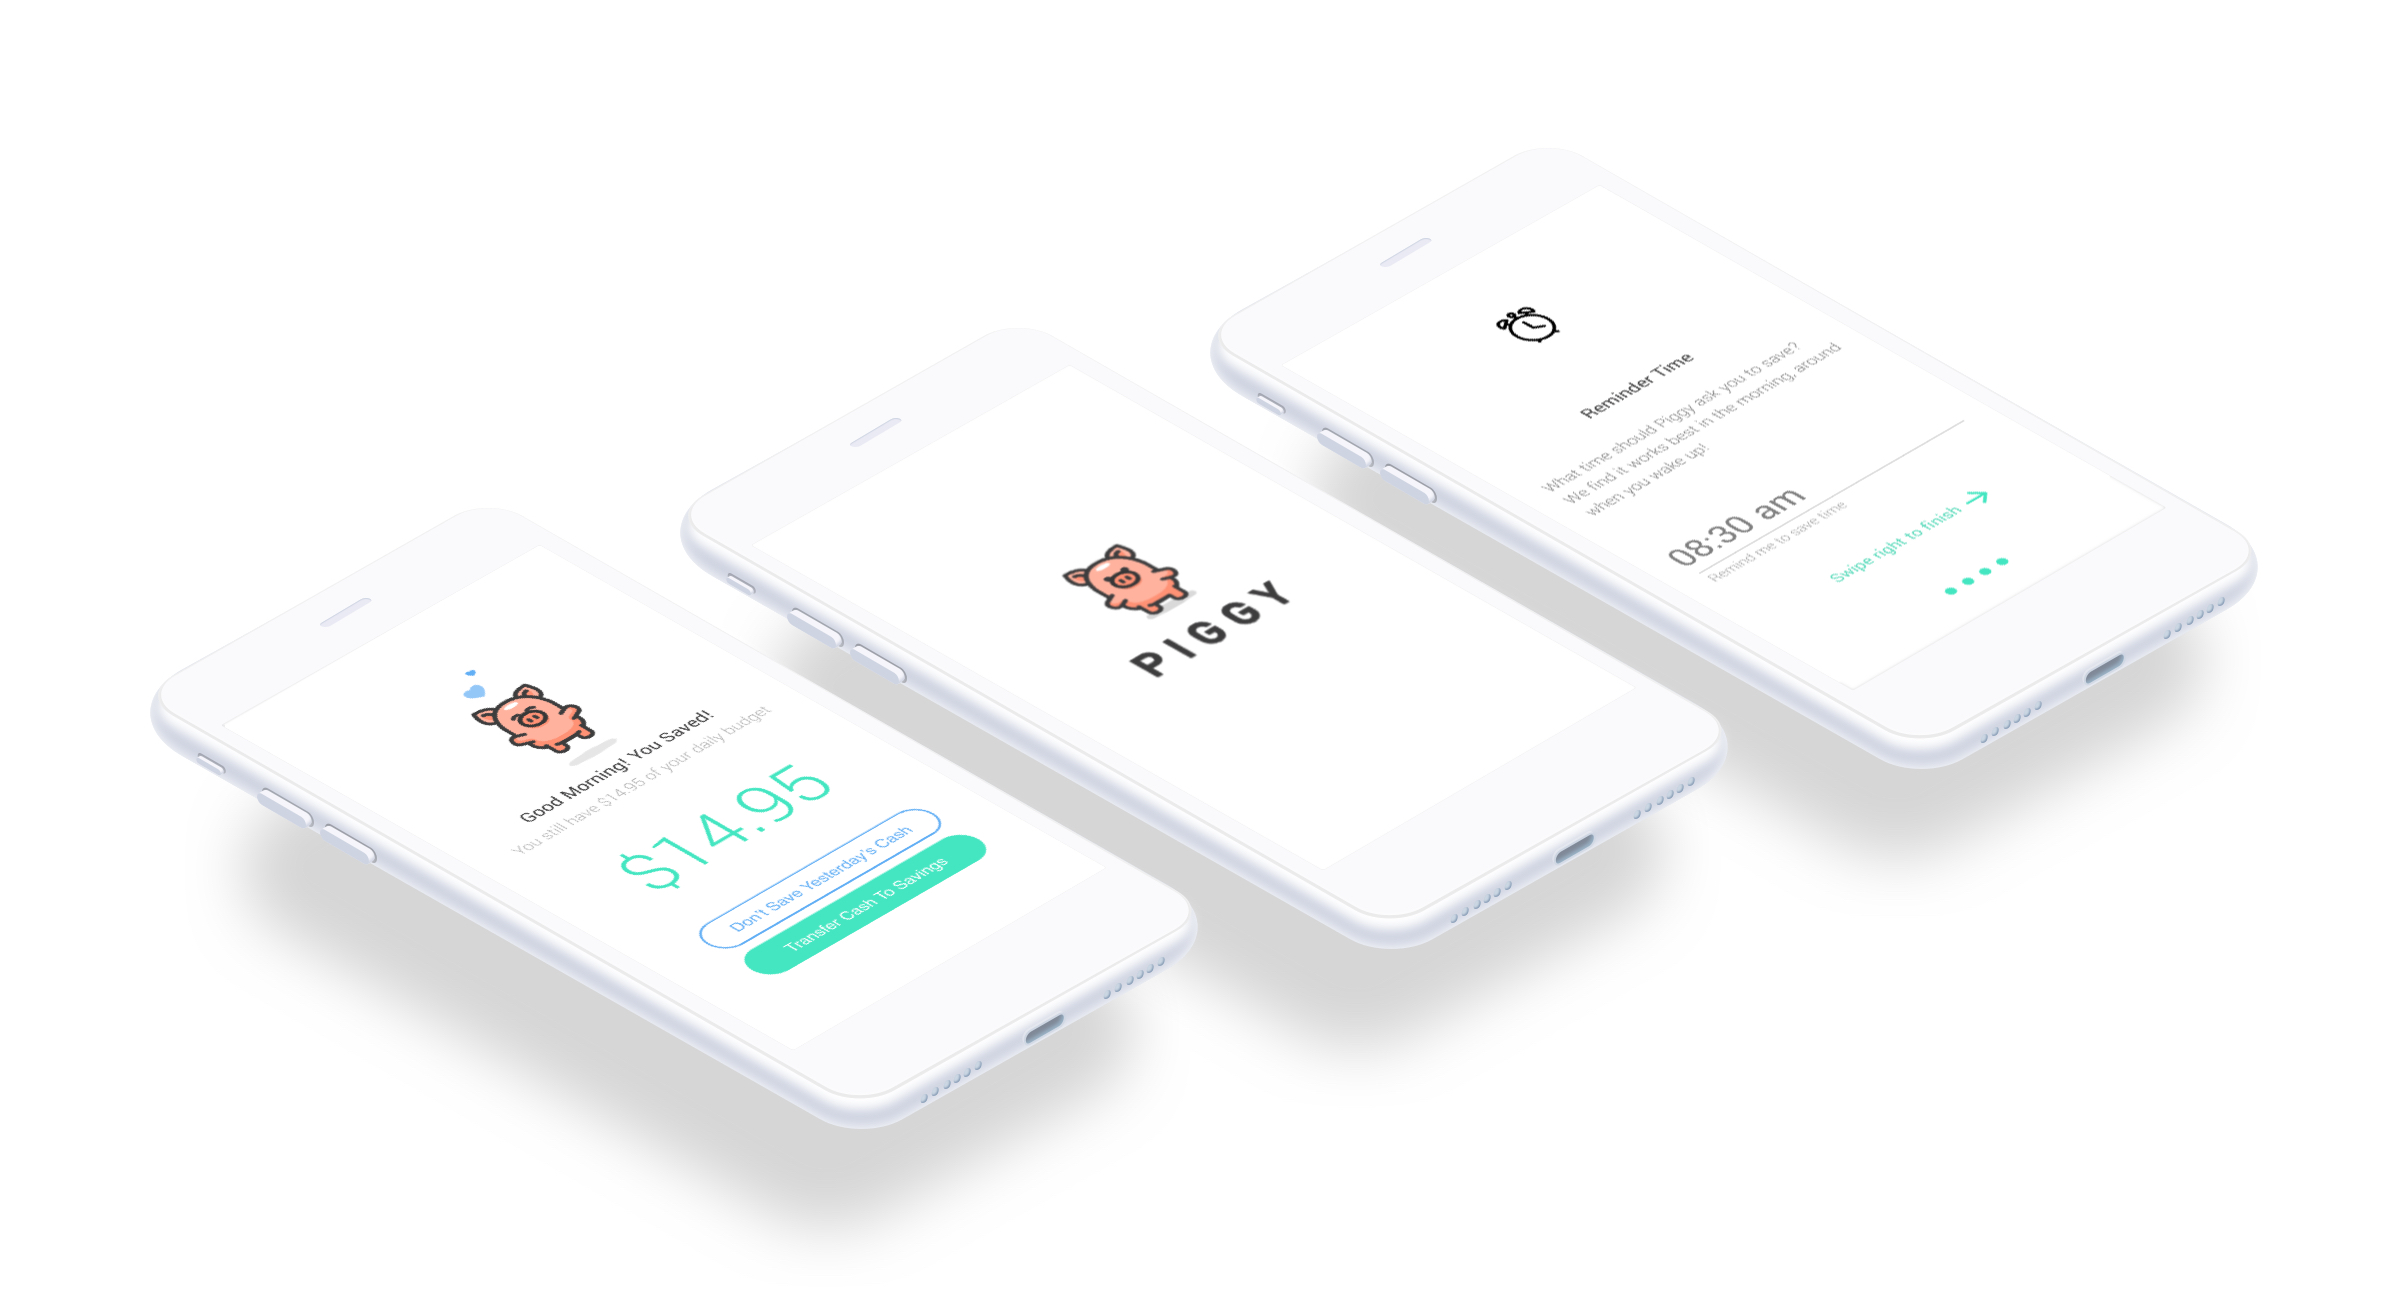 Good Morning! You Saved!
You still have $14.95 of your daily budget
$14.95
Don't Save Yesterday's Cash
Transfer Cash To Savings
PIGGY
Reminder Time
What time should Piggy ask you to save?
We find it works best in the morning, around
when you wake up!
08:30 am
Remind me to save time
Swipe right to finish